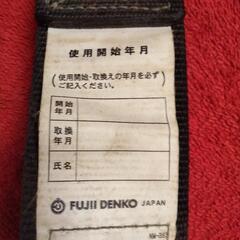 使用開始年月
（使用開始・取換えの年月を必ず
ご記入ください。）
開始
年月
取換
年月
氏名
FUJII DENKO JAPAN